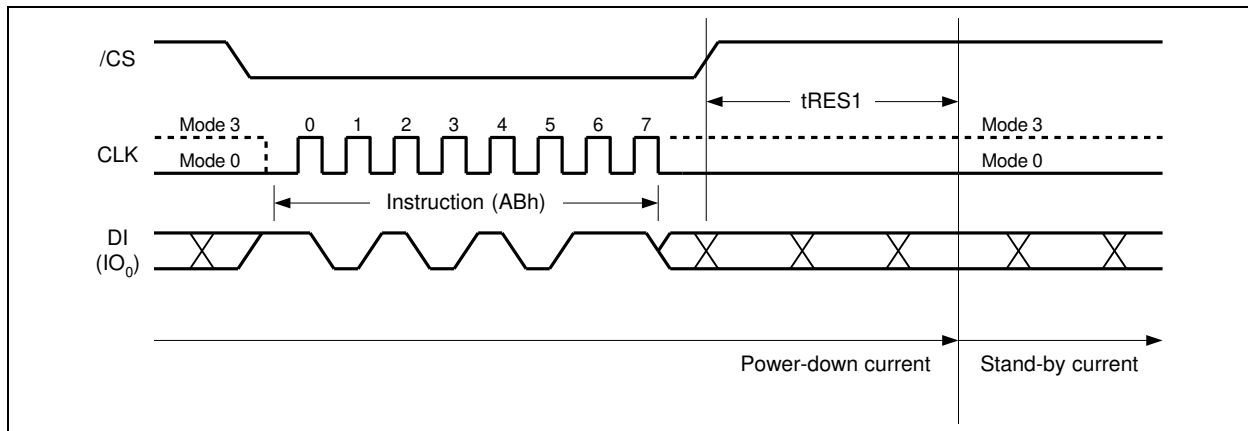 /CS
tRES1
Mode 3 0 1 2 3 4 5 6 7 Mode 3
CLK
Mode 0 Mode 0
Instruction (ABh)
DI
(IO0)
Power-down current Stand-by current